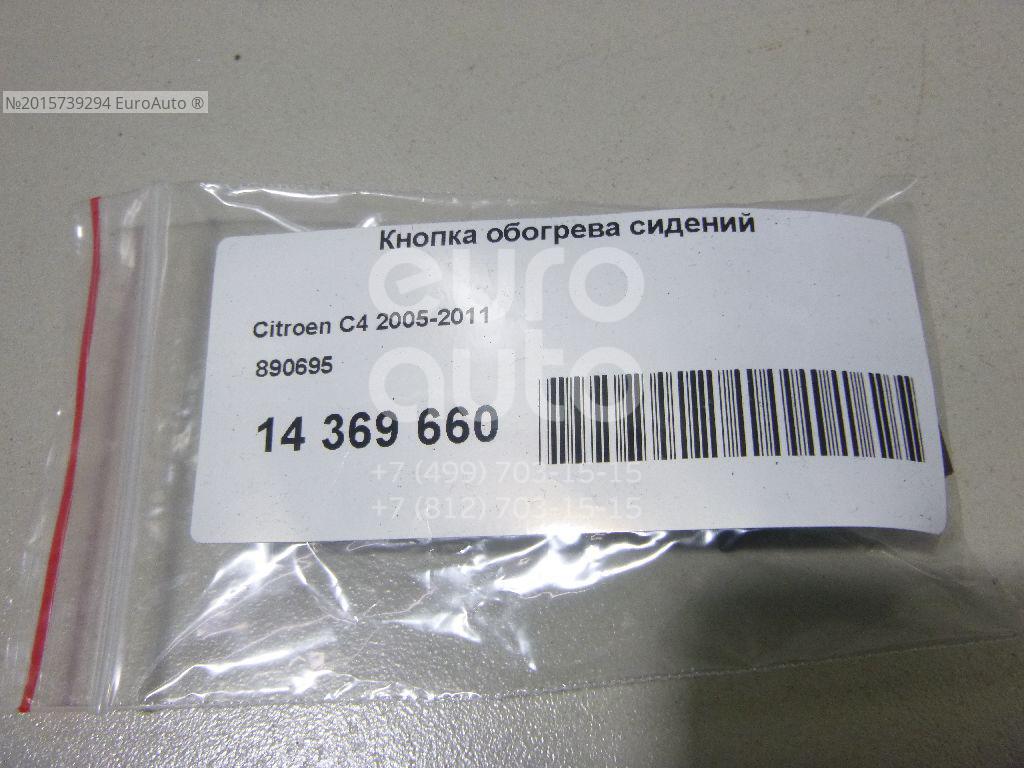 №2015739294 EuroAuto ®
Кнопка обогрева сидений
euro
auto
Citroen C4 2005-2011
890695
14 369 660
+7 (499) 703-15-15
+7 (812) 703-15-15